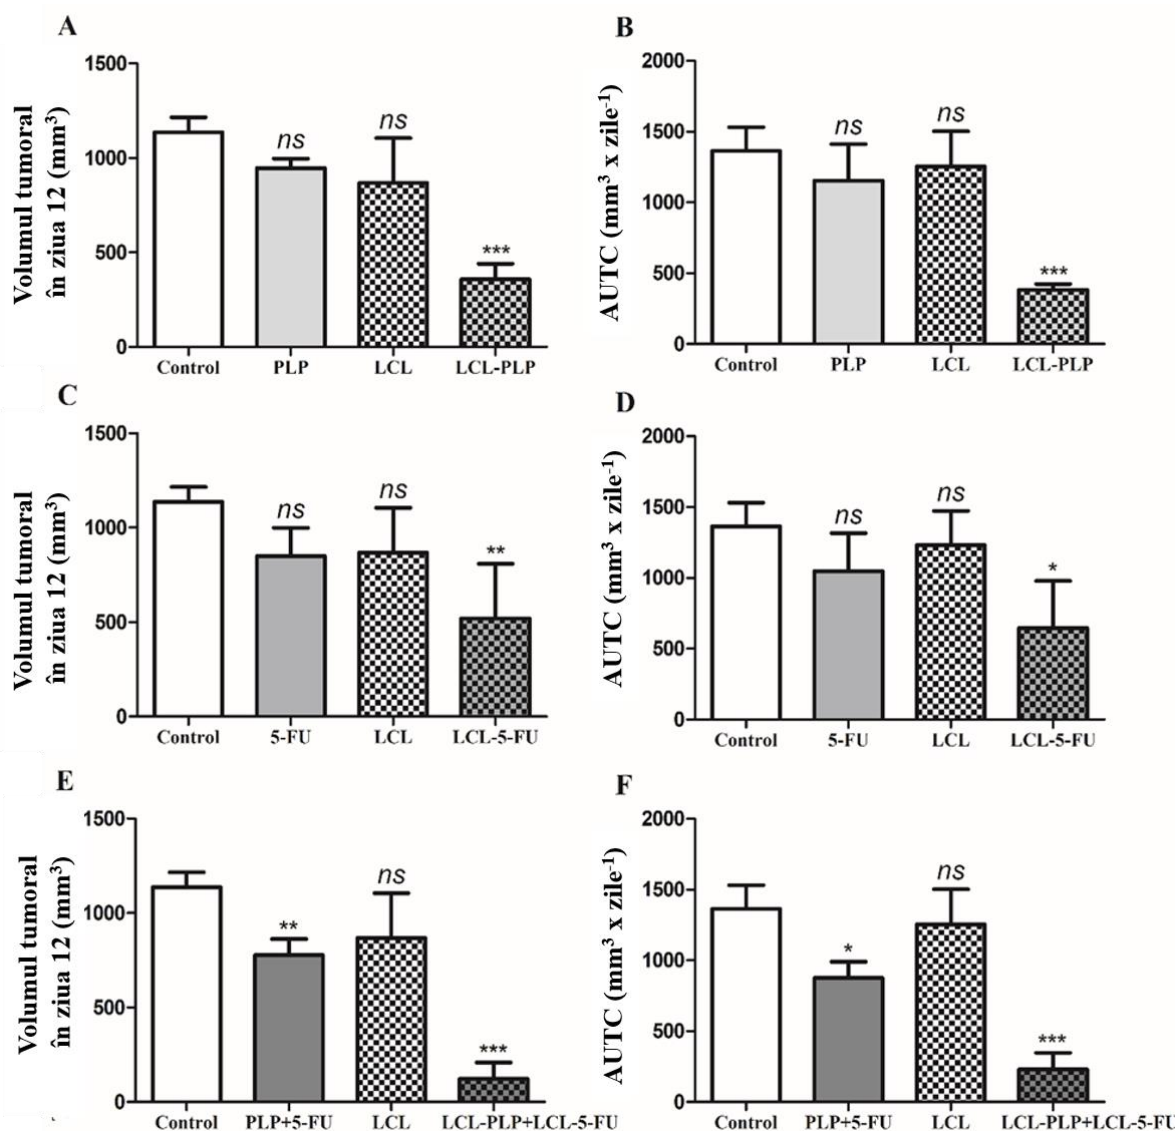 A
Volumul tumoral
în ziua 12 (mm³)
1500
1000
500
0
ns
ns
***
Control PLP LCL LCL-PLP
B
AUTC (mm³ x zile⁻¹)
2000
1500
1000
500
0
ns
ns
***
Control PLP LCL LCL-PLP
C
Volumul tumoral
în ziua 12 (mm³)
1500
1000
500
0
ns
ns
**
Control 5-FU LCL LCL-5-FU
D
AUTC (mm³ x zile⁻¹)
2000
1500
1000
500
0
ns
ns
*
Control 5-FU LCL LCL-5-FU
E
Volumul tumoral
în ziua 12 (mm³)
1500
1000
500
0
**
ns
***
Control PLP+5-FU LCL LCL-PLP+LCL-5-FU
F
AUTC (mm³ x zile⁻¹)
2000
1500
1000
500
0
*
ns
***
Control PLP+5-FU LCL LCL-PLP+LCL-5-FU